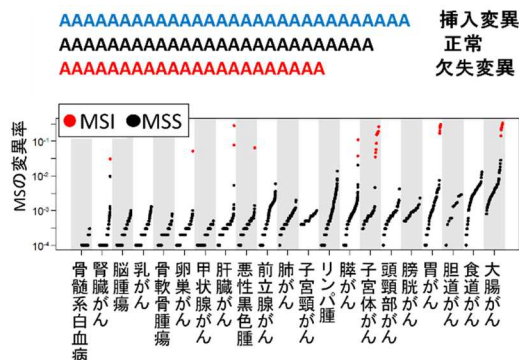 AAAAAAAAAAAAAAAAAAAAAAAAAAAAA 挿入変異
AAAAAAAAAAAAAAAAAAAAAAAAAA 正常
AAAAAAAAAAAAAAAAAAAAAA 欠失変異
MSI MSS
MSの変異率
10⁻¹
10⁻²
10⁻³
10⁻⁴
骨髄系白血病
腎臓がん
脳腫瘍
乳がん
骨軟骨腫瘍
卵巣がん
甲状腺がん
肝臓がん
悪性黒色腫
前立腺がん
肺がん
子宮頸がん
リンパ腫
膵がん
子宮体がん
頭頸部がん
膀胱がん
胃がん
胆道がん
食道がん
大腸がん